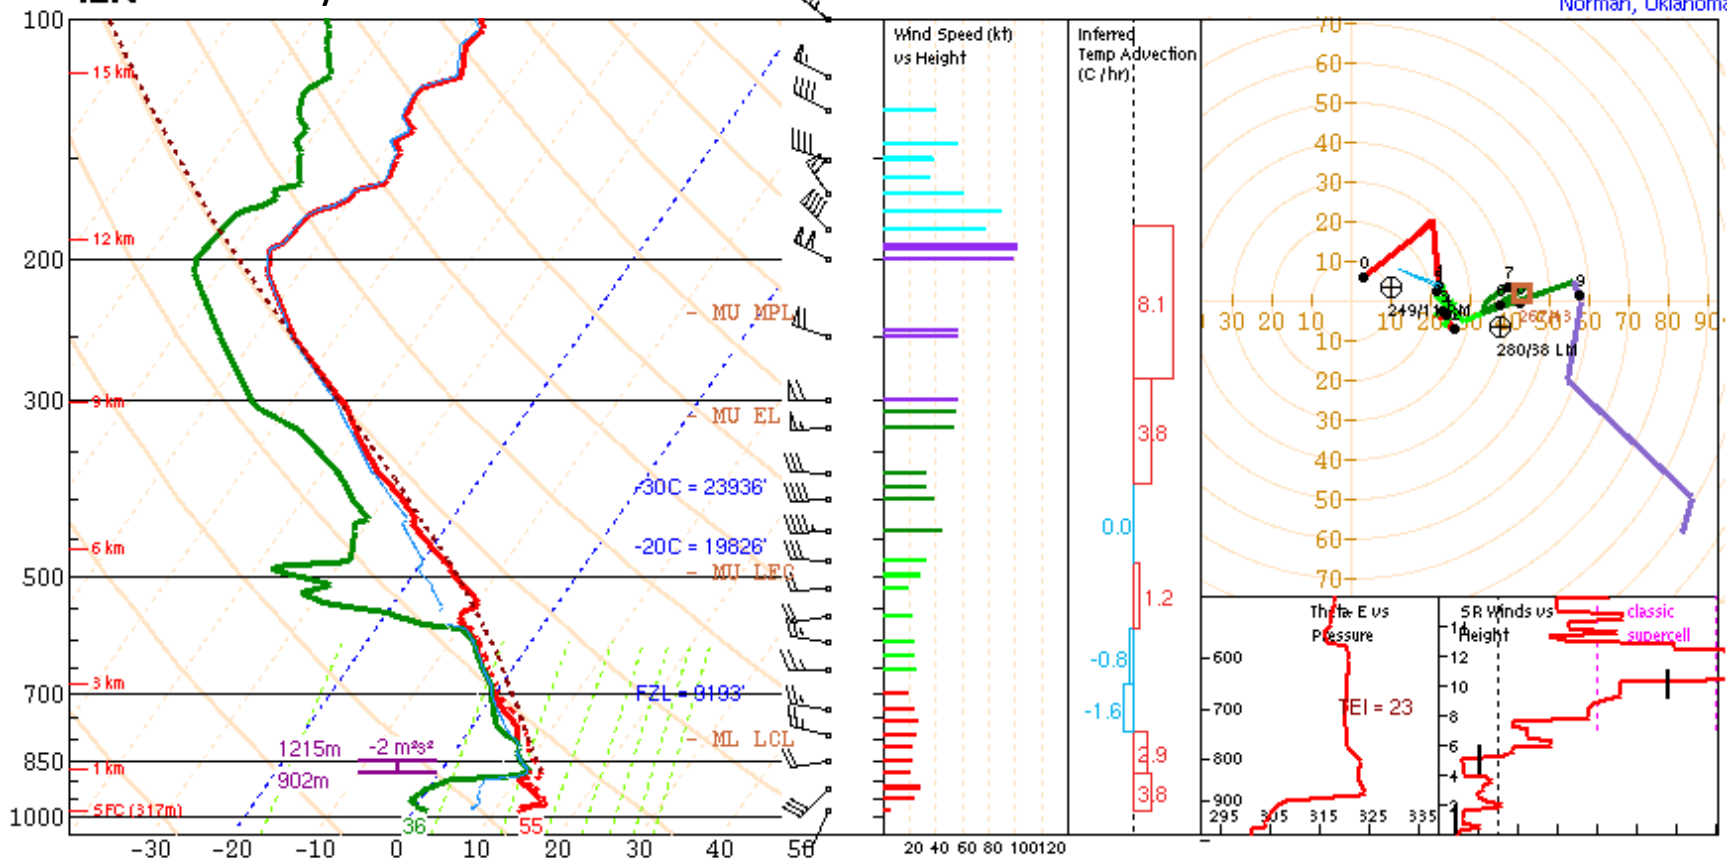 Norman, Oklahoma
100
200
300
400
500
700
850
1000
15 km
12 km
9 km
6 km
3 km
1 km
SFC (317m)
MU MPL
MU EL
-30C = 23936'
-20C = 19826'
MU LFC
FZL = 9193'
ML LCL
1215m
-2 m²s²
902m
36
55
-30
-20
-10
0
10
20
30
40
50
Wind Speed (kt)
vs Height
20 40 60 80 100120
Inferred
Temp Advection
(C / hr)
8.1
3.8
0.0
1.2
-0.8
-1.6
2.9
3.8
70
60
50
40
30
20
10
30 20 10
10 20 30 40 50 60 70 80 90
10
20
30
40
50
60
70
0
7
9
280/38 LM
Theta-E vs
Pressure
600
700
800
900
TEI = 23
295 305 315 325 335
SR Winds vs
Height
classic
supercell
14
12
10
8
6
4
2